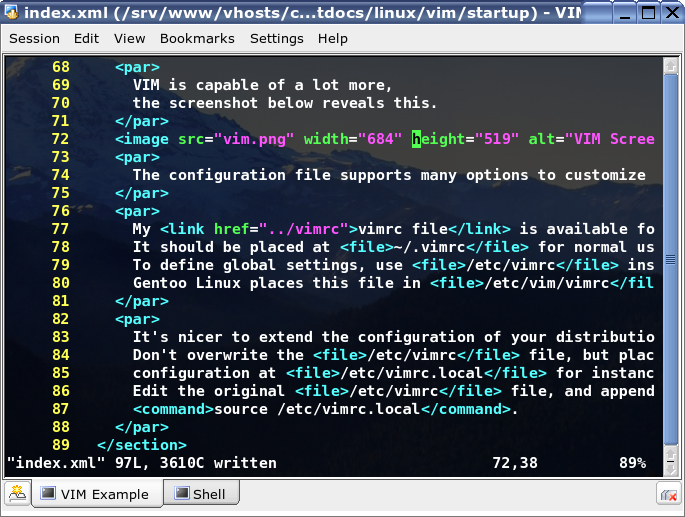 index.xml (/srv/www/vhosts/c...tdocs/linux/vim/startup) - VIM
Session Edit View Bookmarks Settings Help
68 <par>
69 VIM is capable of a lot more,
70 the screenshot below reveals this.
71 </par>
72 <image src="vim.png" width="684" height="519" alt="VIM Scree
73 <par>
74 The configuration file supports many options to customize
75 </par>
76 <par>
77 My <link href="../vimrc">vimrc file</link> is available fo
78 It should be placed at <file>~/.vimrc</file> for normal us
79 To define global settings, use <file>/etc/vimrc</file> ins
80 Gentoo Linux places this file in <file>/etc/vim/vimrc</fil
81 </par>
82 <par>
83 It's nicer to extend the configuration of your distributio
84 Don't overwrite the <file>/etc/vimrc</file> file, but plac
85 configuration at <file>/etc/vimrc.local</file> for instanc
86 Edit the original <file>/etc/vimrc</file> file, and append
87 <command>source /etc/vimrc.local</command>.
88 </par>
89 </section>
"index.xml" 97L, 3610C written 72,38 89%
VIM Example Shell